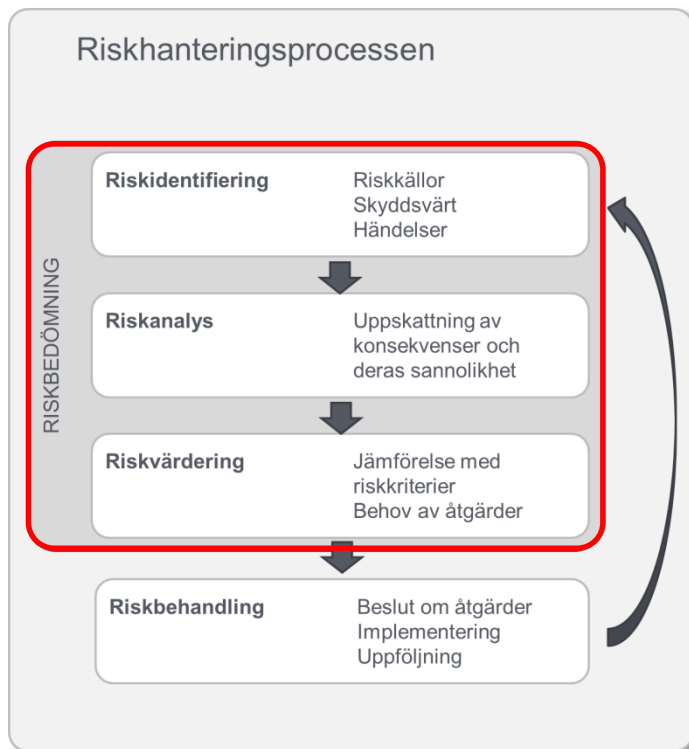 Riskhanteringsprocessen
RISKBEDÖMNING
Riskidentifiering
Riskkällor
Skyddsvärt
Händelser
Riskanalys
Uppskattning av
konsekvenser och
deras sannolikhet
Riskvärdering
Jämförelse med
riskkriterier
Behov av åtgärder
Riskbehandling
Beslut om åtgärder
Implementering
Uppföljning